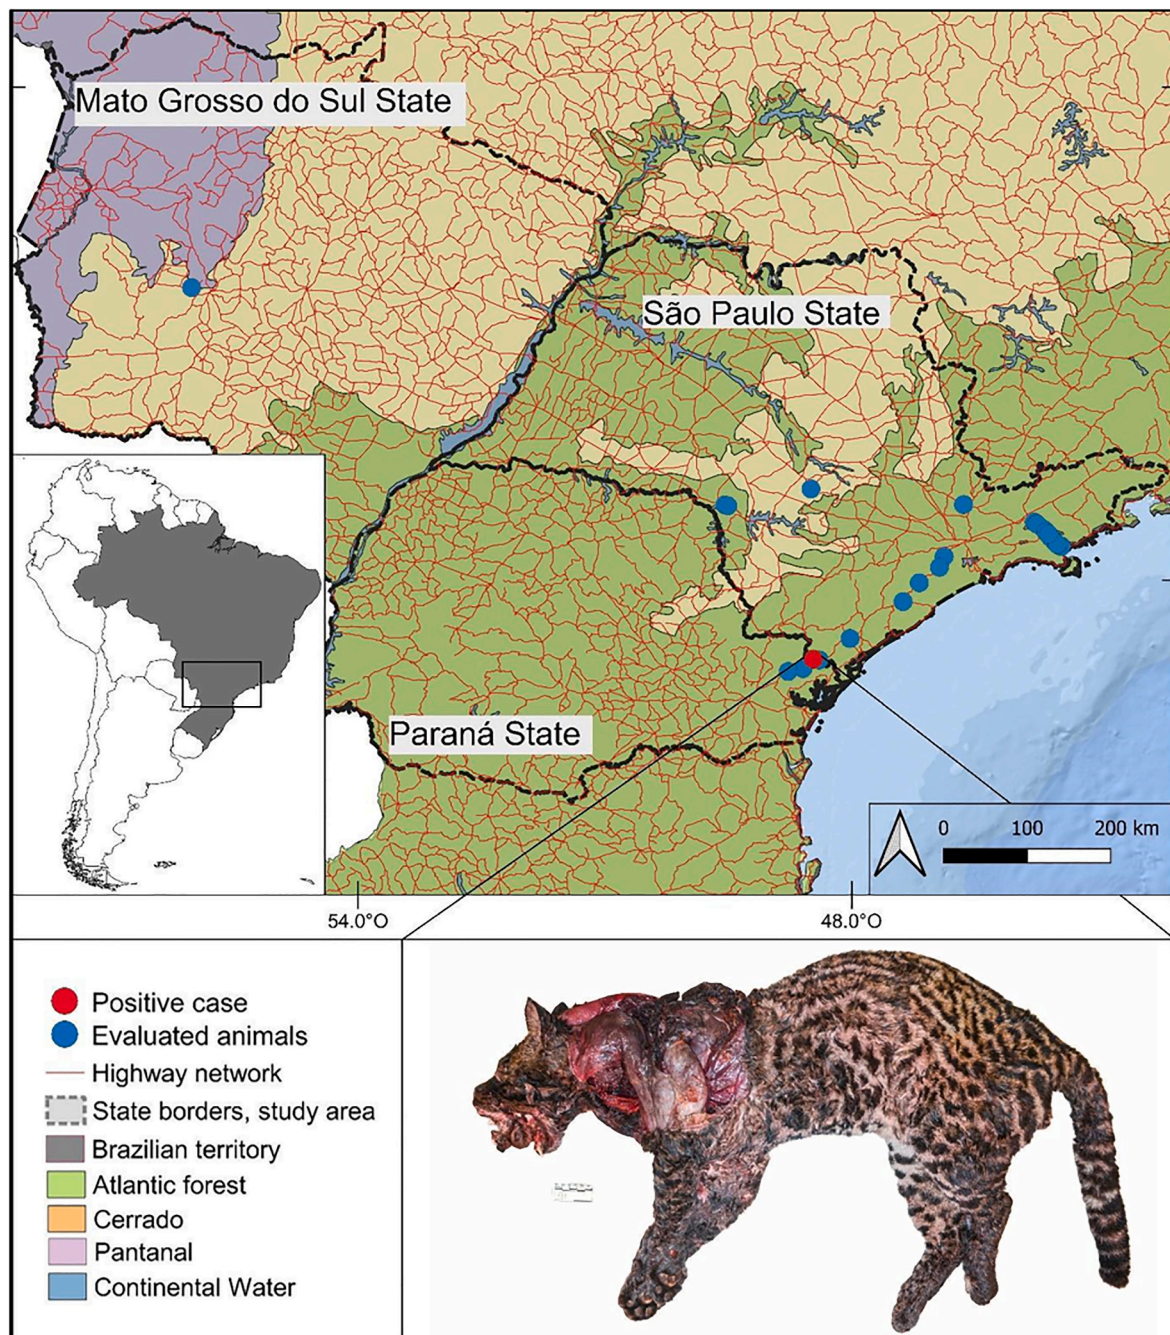 Mato Grosso do Sul State
São Paulo State
Paraná State
0 100 200 km
54.0°O 48.0°O
Positive case
Evaluated animals
Highway network
State borders, study area
Brazilian territory
Atlantic forest
Cerrado
Pantanal
Continental Water